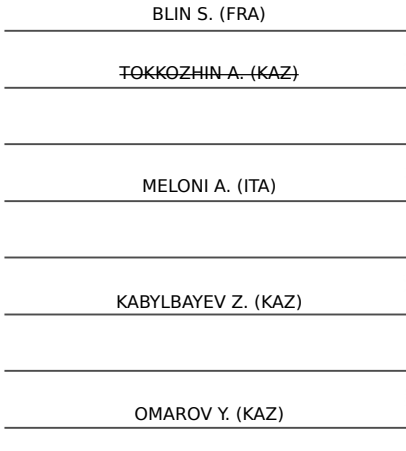 BLIN S. (FRA)
TOKKOZHIN A. (KAZ)
MELONI A. (ITA)
KABYLBAYEV Z. (KAZ)
OMAROV Y. (KAZ)